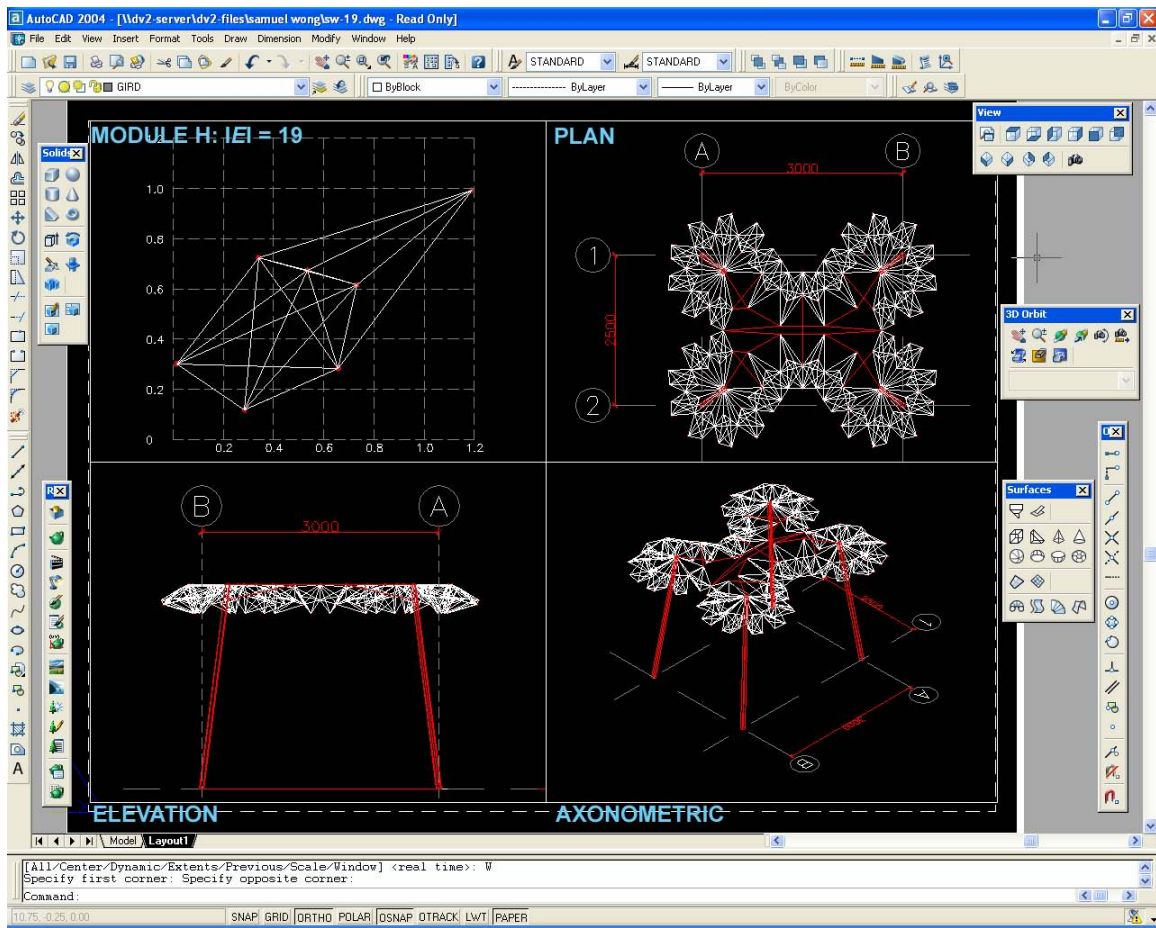 AutoCAD 2004 - [\\dv2-server\dv2-files\samuel wong\sw-19.dwg - Read Only]
File Edit View Insert Format Tools Draw Dimension Modify Window Help
STANDARD STANDARD
GIRD ByBlock ByLayer ByLayer ByColor
Solids
View
3D Orbit
Surfaces
MODULE H: |E| = 19
1.0
0.8
0.6
0.4
0.2
0
0.2 0.4 0.6 0.8 1.0 1.2
PLAN
A B
3000
1
2500
2
B A
3000
ELEVATION
1
A
3000
B
AXONOMETRIC
Model Layout1
[All/Center/Dynamic/Extents/Previous/Scale/Window] <real time>: W
Specify first corner: Specify opposite corner:
Command:
10.75, -0.25, 0.00 SNAP GRID ORTHO POLAR OSNAP OTRACK LWT PAPER